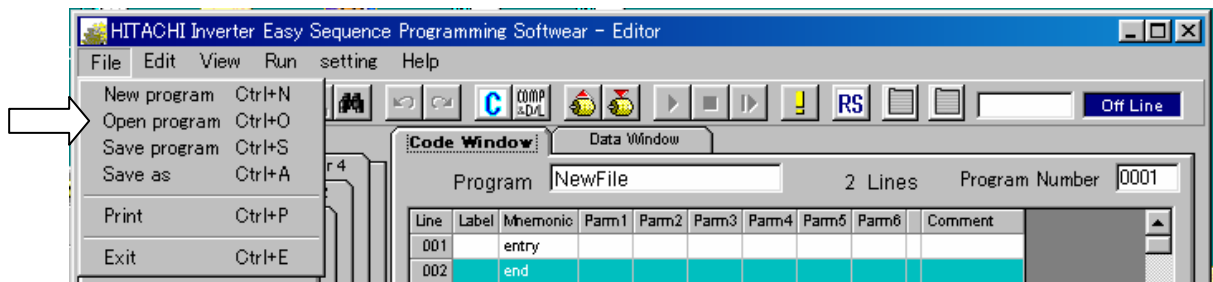 HITACHI Inverter Easy Sequence Programming Softwear - Editor
File Edit View Run setting Help
New program Ctrl+N
Open program Ctrl+O
Save program Ctrl+S
Save as Ctrl+A
Print Ctrl+P
Exit Ctrl+E
C COMP &D/L RS Off Line
r 4
Code Window Data Window
Program NewFile 2 Lines Program Number 0001
Line Label Mnemonic Parm1 Parm2 Parm3 Parm4 Parm5 Parm6 Comment
001 entry
002 end